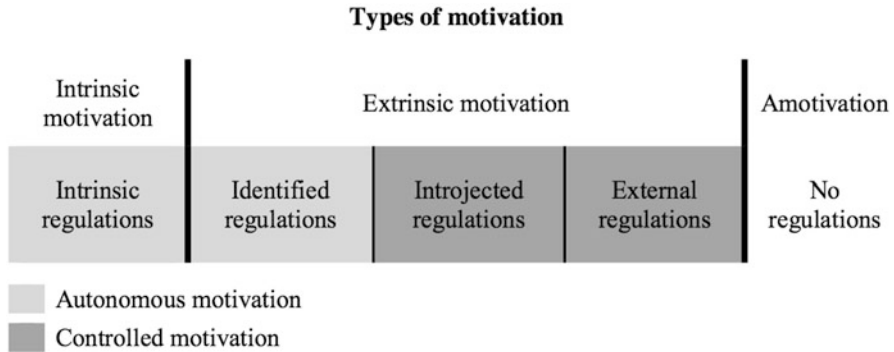 Types of motivation
Intrinsic
motivation
Extrinsic motivation
Amotivation
Intrinsic
regulations
Identified
regulations
Introjected
regulations
External
regulations
No
regulations
Autonomous motivation
Controlled motivation